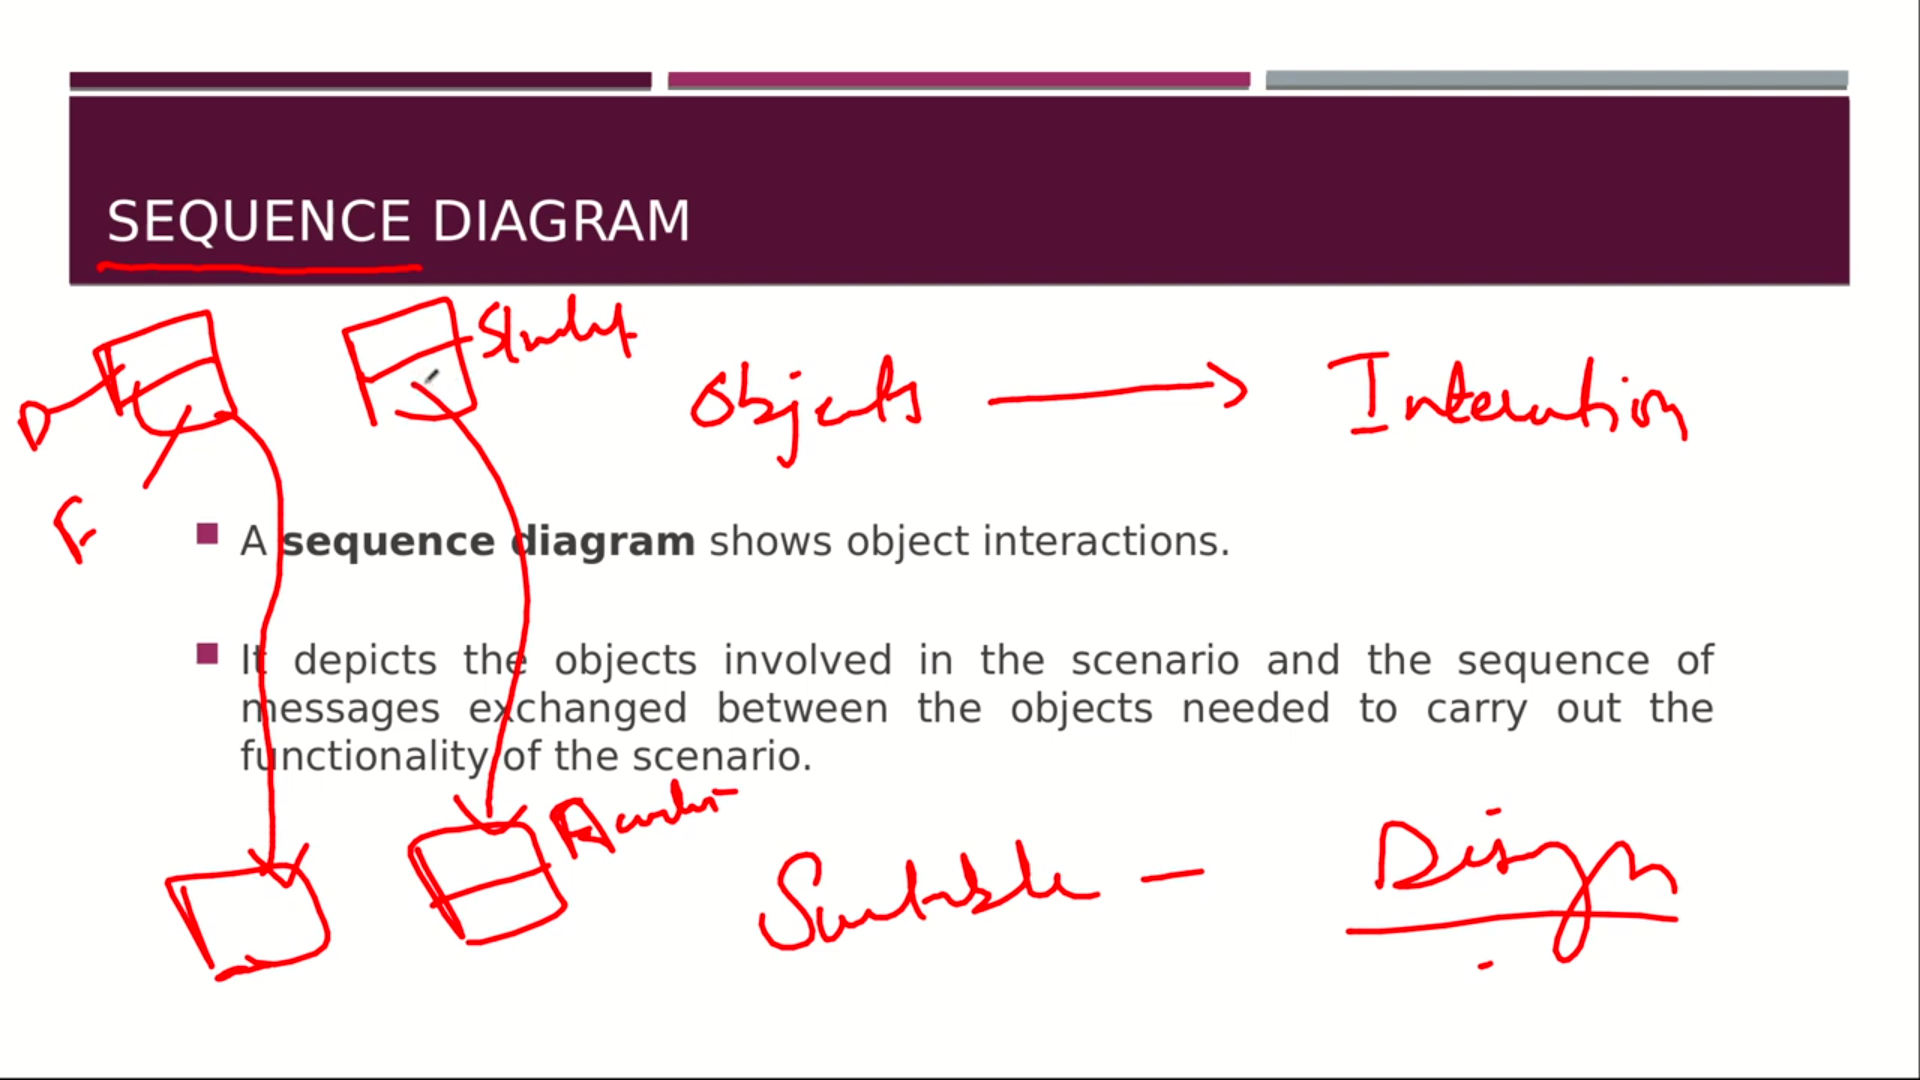 SEQUENCE DIAGRAM
Student
Objects → Interaction
D
F
A sequence diagram shows object interactions.
It depicts the objects involved in the scenario and the sequence of
messages exchanged between the objects needed to carry out the
functionality of the scenario.
Suitable - Design